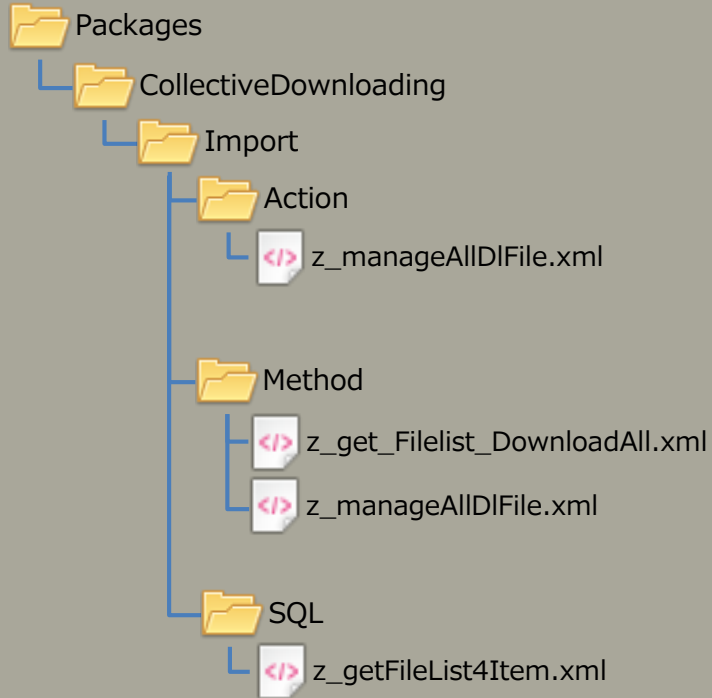 Packages
CollectiveDownloading
Import
Action
</> z_manageAllDlFile.xml
Method
</> z_get_Filelist_DownloadAll.xml
</> z_manageAllDlFile.xml
SQL
</> z_getFileList4Item.xml